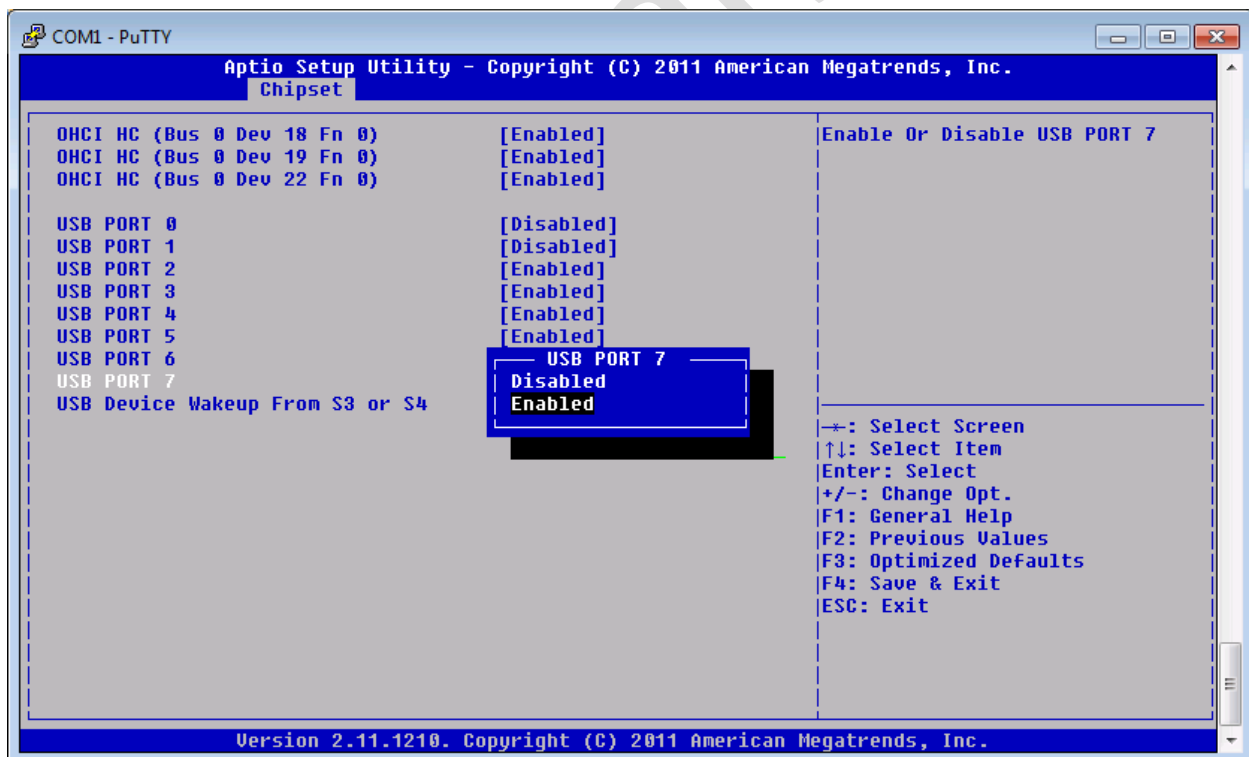 COM1 - PuTTY
Aptio Setup Utility - Copyright (C) 2011 American Megatrends, Inc.
Chipset
OHCI HC (Bus 0 Dev 18 Fn 0) [Enabled] |Enable Or Disable USB PORT 7
OHCI HC (Bus 0 Dev 19 Fn 0) [Enabled]
OHCI HC (Bus 0 Dev 22 Fn 0) [Enabled]
USB PORT 0 [Disabled]
USB PORT 1 [Disabled]
USB PORT 2 [Enabled]
USB PORT 3 [Enabled]
USB PORT 4 [Enabled]
USB PORT 5 [Enabled]
USB PORT 6
USB PORT 7
USB Device Wakeup From S3 or S4
USB PORT 7
Disabled
Enabled
|→←: Select Screen
|↑↓: Select Item
|Enter: Select
|+/-: Change Opt.
|F1: General Help
|F2: Previous Values
|F3: Optimized Defaults
|F4: Save & Exit
|ESC: Exit
Version 2.11.1210. Copyright (C) 2011 American Megatrends, Inc.